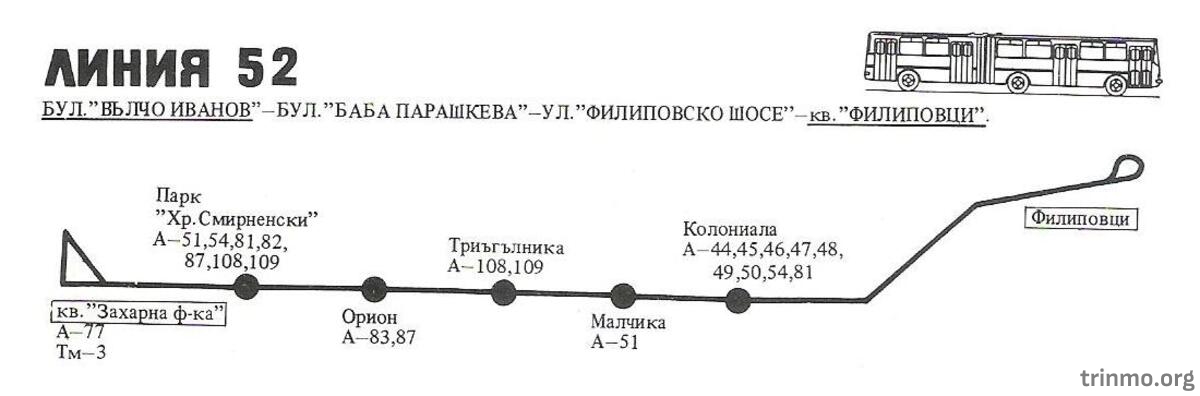 ЛИНИЯ 52
БУЛ."ВЪЛЧО ИВАНОВ"—БУЛ."БАБА ПАРАШКЕВА"—УЛ."ФИЛИПОВСКО ШОСЕ"—кв."ФИЛИПОВЦИ".
Парк
"Хр.Смирненски"
А—51,54,81,82,
87,108,109
Триъгълника
А—108,109
Колониала
А—44,45,46,47,48,
49,50,54,81
Филиповци
кв."Захарна ф-ка"
А—77
Тм—3
Орион
А—83,87
Малчика
А—51
trinmo.org